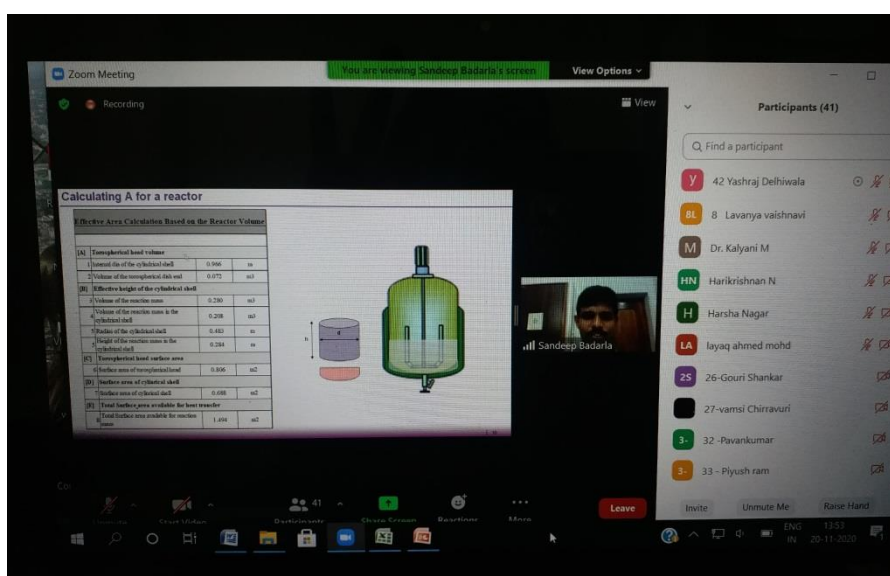 Zoom Meeting
You are viewing Sandeep Badarla's screen
View Options
Recording
View
Calculating A for a reactor
Effective Area Calculation Based on the Reactor Volume
[A] Torospherical head volume
1 Internal dia of the cylindrical shell 0.966 m
2 Volume of the torospherical dish end 0.072 m3
[B] Effective height of the cylindrical shell
3 Volume of the reaction mass 0.280 m3
4 Volume of the reaction mass in the cylindrical shell 0.208 m3
5 Radius of the cylindrical shell 0.483 m
Height of the reaction mass in the cylindrical shell 0.284 m
[C] Torospherical head surface area
6 Surface area of torospherical head 0.806 m2
[D] Surface area of cylindrical shell
7 Surface area of cylindrical shell 0.688 m2
[E] Total Surface area available for heat transfer
8 Total Surface area available for reaction mass 1.494 m2
h
d
Sandeep Badarla
Participants (41)
Find a participant
Y 42 Yashraj Delhiwala
8L 8 Lavanya vaishnavi
M Dr. Kalyani M
HN Harikrishnan N
H Harsha Nagar
LA layaq ahmed mohd
2S 26-Gouri Shankar
27-vamsi Chirravuri
3- 32 -Pavankumar
3- 33 - Piyush ram
Invite
Unmute Me
Raise Hand
Unmute
Start Video
Participants
41
Share Screen
Reactions
More
Leave
ENG
IN
13:53
20-11-2020